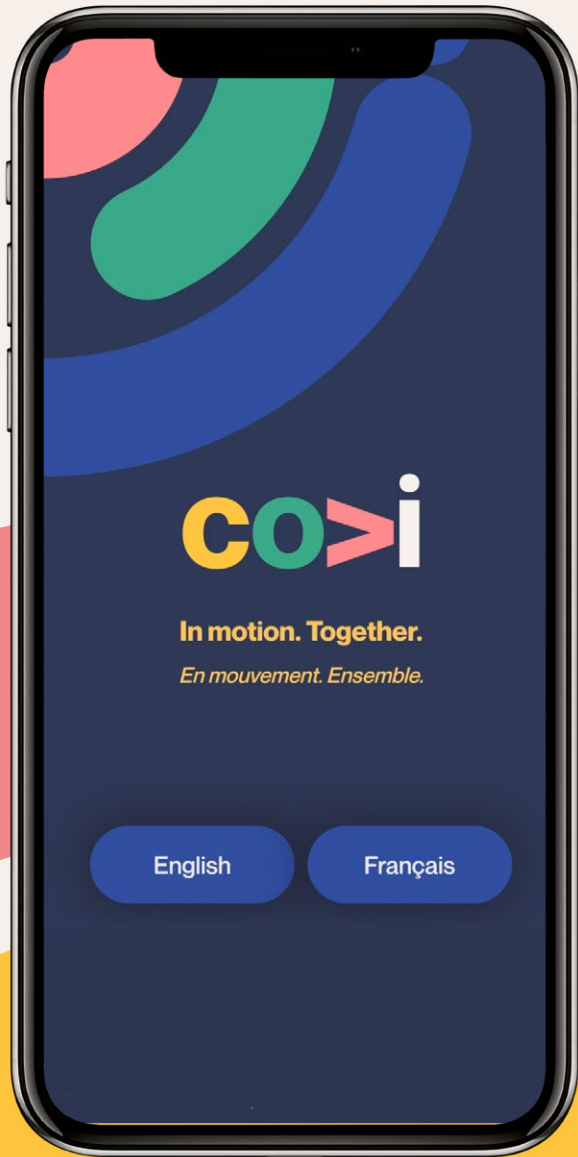 co>i
In motion. Together.
En mouvement. Ensemble.
English
Français